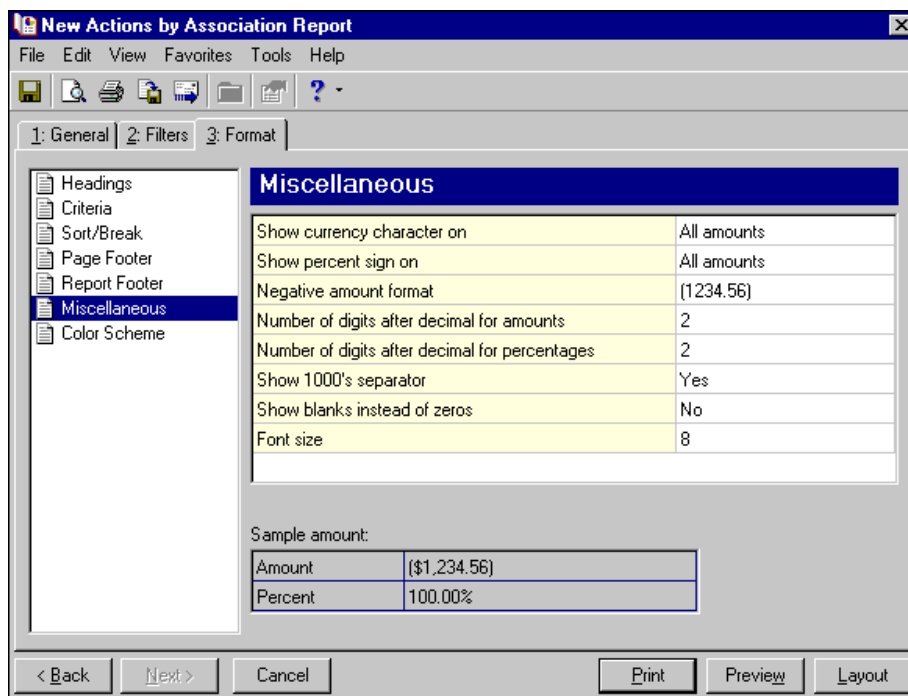 New Actions by Association Report
File Edit View Favorites Tools Help
?
1: General 2: Filters 3: Format
Headings
Criteria
Sort/Break
Page Footer
Report Footer
Miscellaneous
Color Scheme
Miscellaneous
Show currency character on All amounts
Show percent sign on All amounts
Negative amount format (1234.56)
Number of digits after decimal for amounts 2
Number of digits after decimal for percentages 2
Show 1000's separator Yes
Show blanks instead of zeros No
Font size 8
Sample amount:
Amount ($1,234.56)
Percent 100.00%
< Back Next > Cancel Print Preview Layout